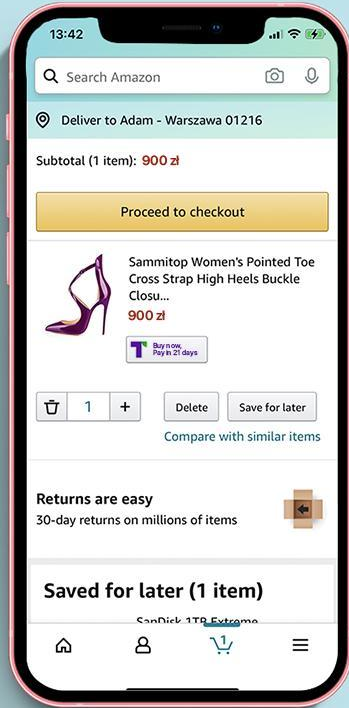 13:42
Search Amazon
Deliver to Adam - Warszawa 01216
Subtotal (1 item): 900 zł
Proceed to checkout
Sammitop Women's Pointed Toe
Cross Strap High Heels Buckle
Closu...
900 zł
Buy now,
Pay in 21 days
1
+
Delete
Save for later
Compare with similar items
Returns are easy
30-day returns on millions of items
Saved for later (1 item)
SanDisk 1TB Extreme
1